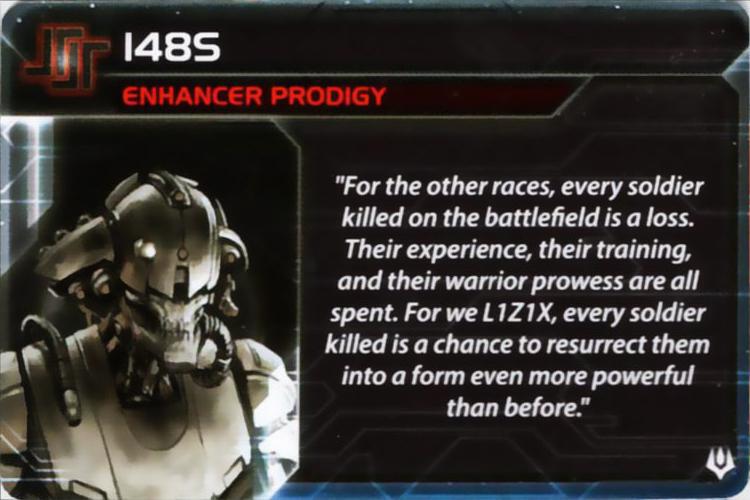 I48S
ENHANCER PRODIGY
"For the other races, every soldier
killed on the battlefield is a loss.
Their experience, their training,
and their warrior prowess are all
spent. For we L1Z1X, every soldier
killed is a chance to resurrect them
into a form even more powerful
than before."